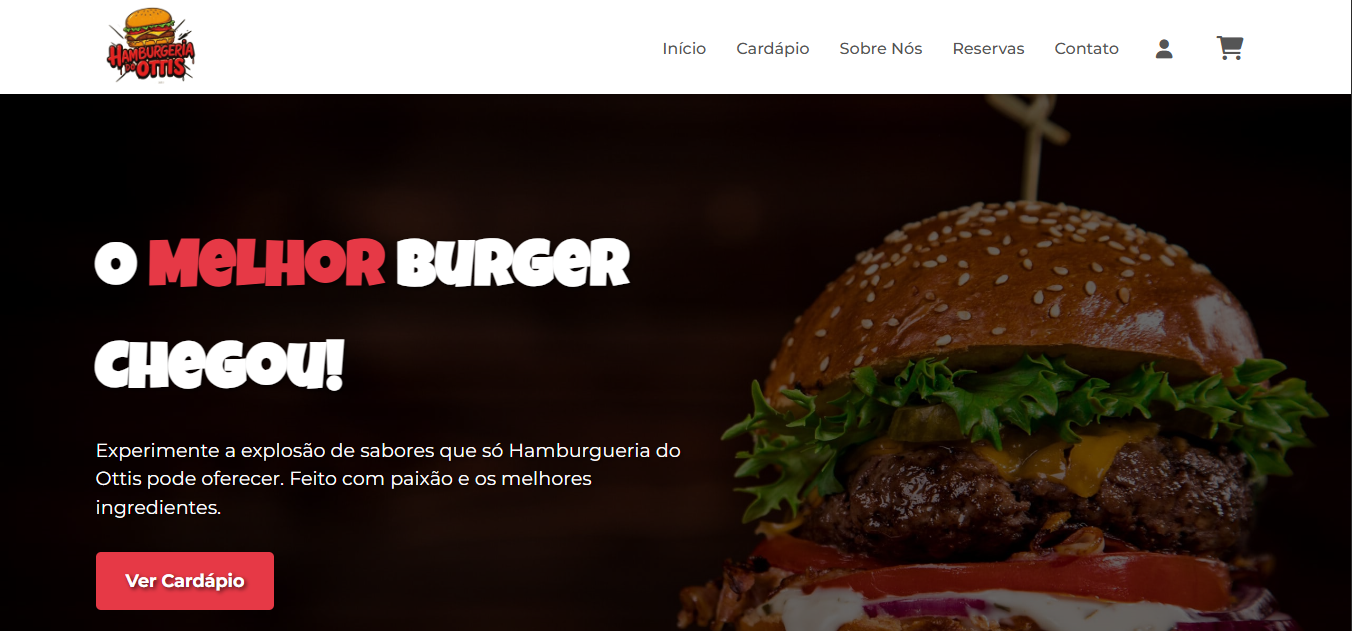 HAMBURGERIA
DO OTTIS
Início Cardápio Sobre Nós Reservas Contato
O MELHOR BURGER
CHEGOU!
Experimente a explosão de sabores que só Hamburgueria do
Ottis pode oferecer. Feito com paixão e os melhores
ingredientes.
Ver Cardápio